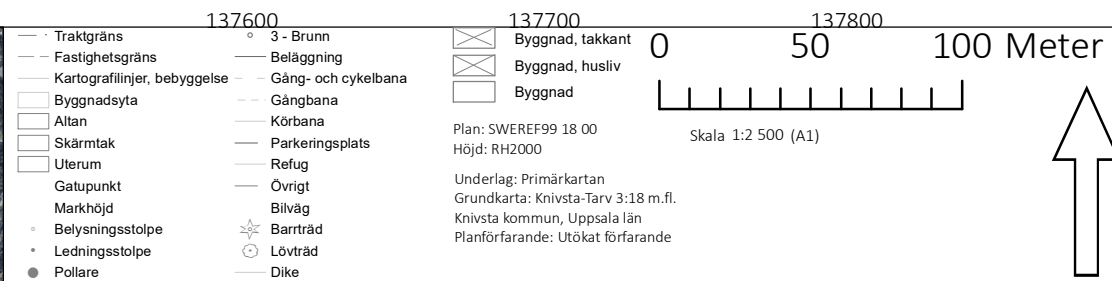 137600 137700 137800
Traktgräns
Fastighetsgräns
Kartografilinjer, bebyggelse
Byggnadsyta
Altan
Skärmtak
Uterum
Gatupunkt
Markhöjd
Belysningsstolpe
Ledningsstolpe
Pollare
3 - Brunn
Beläggning
Gång- och cykelbana
Gångbana
Körbana
Parkeringsplats
Refug
Övrigt
Bilväg
Barrträd
Lövträd
Dike
Byggnad, takkant
Byggnad, husliv
Byggnad
Plan: SWEREF99 18 00
Höjd: RH2000
Underlag: Primärkartan
Grundkarta: Knivsta-Tarv 3:18 m.fl.
Knivsta kommun, Uppsala län
Planförfarande: Utökat förfarande
0 50 100 Meter
Skala 1:2 500 (A1)